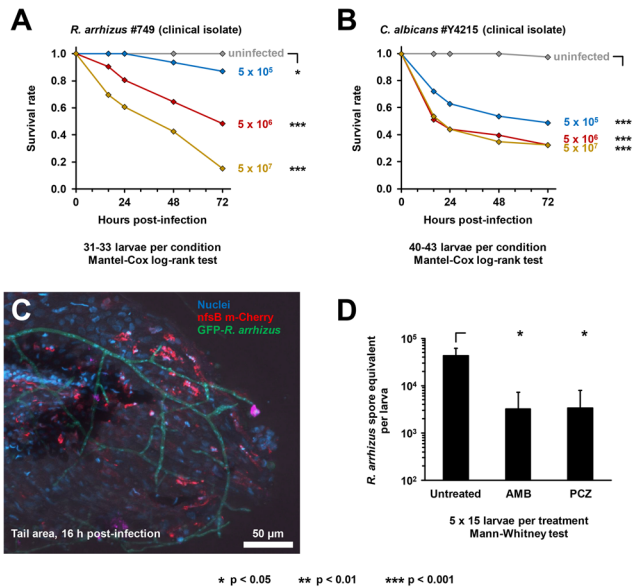 A
R. arrhizus #749 (clinical isolate)
Survival rate
1.0
0.8
0.6
0.4
0.2
0.0
uninfected
5 x 10⁵
*
5 x 10⁶
***
5 x 10⁷
***
0
24
48
72
Hours post-infection
31-33 larvae per condition
Mantel-Cox log-rank test
B
C. albicans #Y4215 (clinical isolate)
Survival rate
1.0
0.8
0.6
0.4
0.2
0.0
uninfected
5 x 10⁵
***
5 x 10⁶
***
5 x 10⁷
***
0
24
48
72
Hours post-infection
40-43 larvae per condition
Mantel-Cox log-rank test
C
Nuclei
nfsB m-Cherry
GFP-R. arrhizus
Tail area, 16 h post-infection
50 µm
D
R. arrhizus spore equivalent
per larva
10⁵
10⁴
10³
10²
*
*
Untreated
AMB
PCZ
5 x 15 larvae per treatment
Mann-Whitney test
* p < 0.05 ** p < 0.01 *** p < 0.001